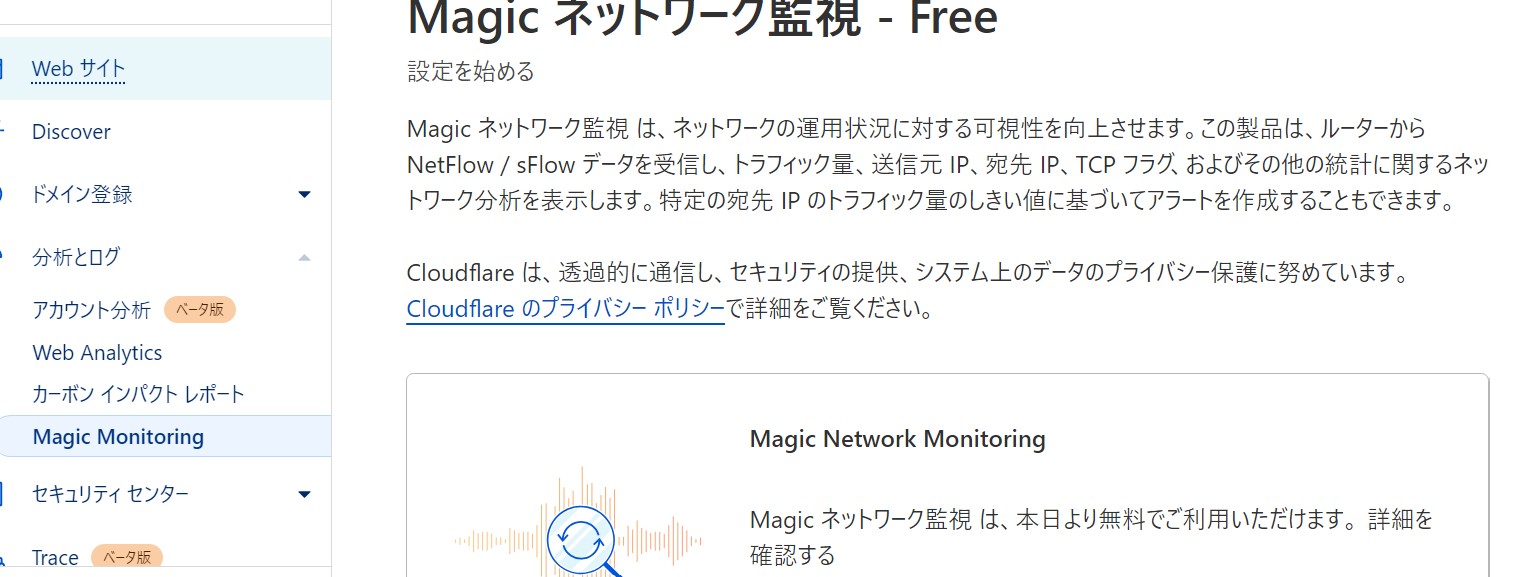 Web サイト
Discover
ドメイン登録
分析とログ
アカウント分析 ベータ版
Web Analytics
カーボン インパクト レポート
Magic Monitoring
セキュリティ センター
Trace ベータ版
Magic ネットワーク監視 - Free
設定を始める
Magic ネットワーク監視 は、ネットワークの運用状況に対する可視性を向上させます。この製品は、ルーターから
NetFlow / sFlow データを受信し、トラフィック量、送信元 IP、宛先 IP、TCP フラグ、およびその他の統計に関するネッ
トワーク分析を表示します。特定の宛先 IP のトラフィック量のしきい値に基づいてアラートを作成することもできます。
Cloudflare は、透過的に通信し、セキュリティの提供、システム上のデータのプライバシー保護に努めています。
Cloudflare のプライバシー ポリシーで詳細をご覧ください。
Magic Network Monitoring
Magic ネットワーク監視 は、本日より無料でご利用いただけます。 詳細を
確認する